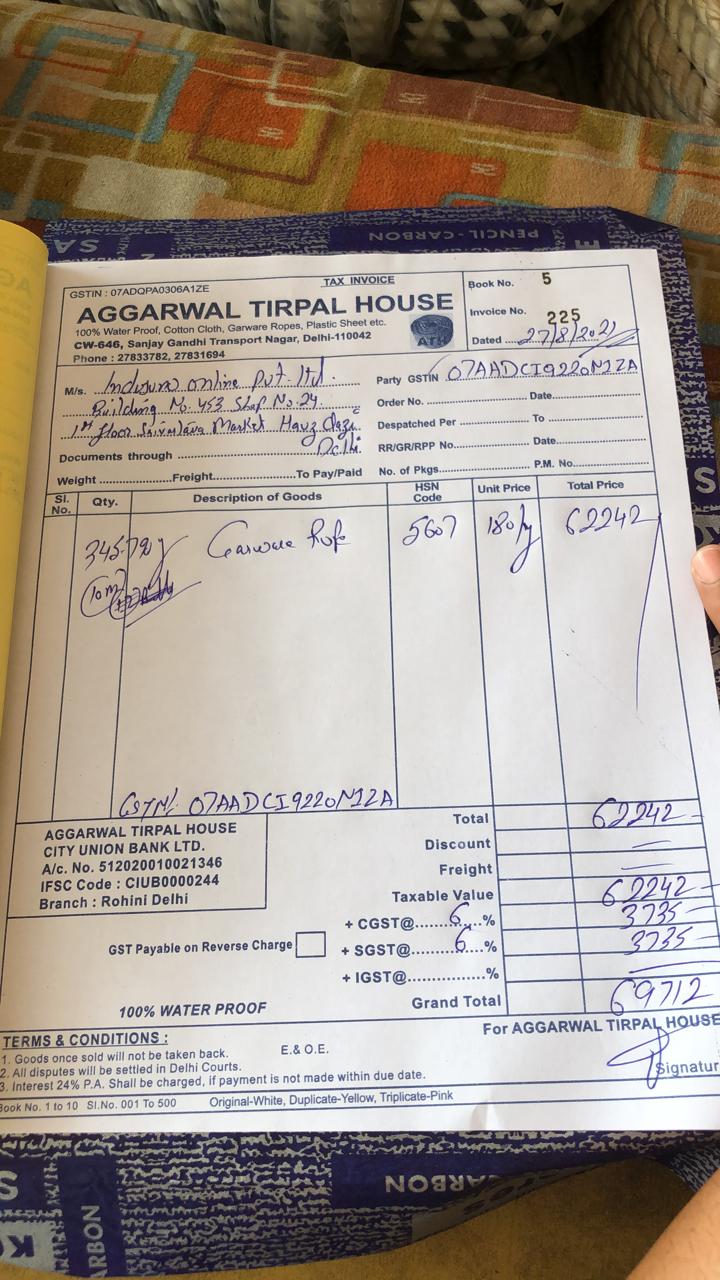 PENCIL-CARBON
SA
GSTIN : 07ADQPA0306A1ZE
TAX INVOICE
AGGARWAL TIRPAL HOUSE
100% Water Proof, Cotton Cloth, Garware Ropes, Plastic Sheet etc.
CW-646, Sanjay Gandhi Transport Nagar, Delhi-110042
Phone : 27833782, 27831694
ATH
Book No. 5
Invoice No. 225
Dated 27/8/2021
M/s. Online Pvt. Ltd.
Building No. 453 Shop No. 24
1st Floor Market Hauz
Delhi
Party GSTIN 07AADCI9220N1ZA
Order No. Date
Despatched Per To
Documents through
RR/GR/RPP No. Date
Weight Freight To Pay/Paid
No. of Pkgs. P.M. No.
Sl. No. Qty. Description of Goods HSN Code Unit Price Total Price
Garware Rope 5607 180/kg 62242
GSTN: 07AADCI9220N1ZA
AGGARWAL TIRPAL HOUSE
CITY UNION BANK LTD.
A/c. No. 512020010021346
IFSC Code : CIUB0000244
Branch : Rohini Delhi
Total 62242
Discount —
Freight —
Taxable Value 62242
+ CGST@ 6 % 3735
GST Payable on Reverse Charge
+ SGST@ 6 % 3735
+ IGST@ %
100% WATER PROOF
Grand Total 69712
TERMS & CONDITIONS :
E.& O.E.
1. Goods once sold will not be taken back.
2. All disputes will be settled in Delhi Courts.
3. Interest 24% P.A. Shall be charged, if payment is not made within due date.
For AGGARWAL TIRPAL HOUSE
Signatur
Book No. 1 to 10 Sl.No. 001 To 500 Original-White, Duplicate-Yellow, Triplicate-Pink